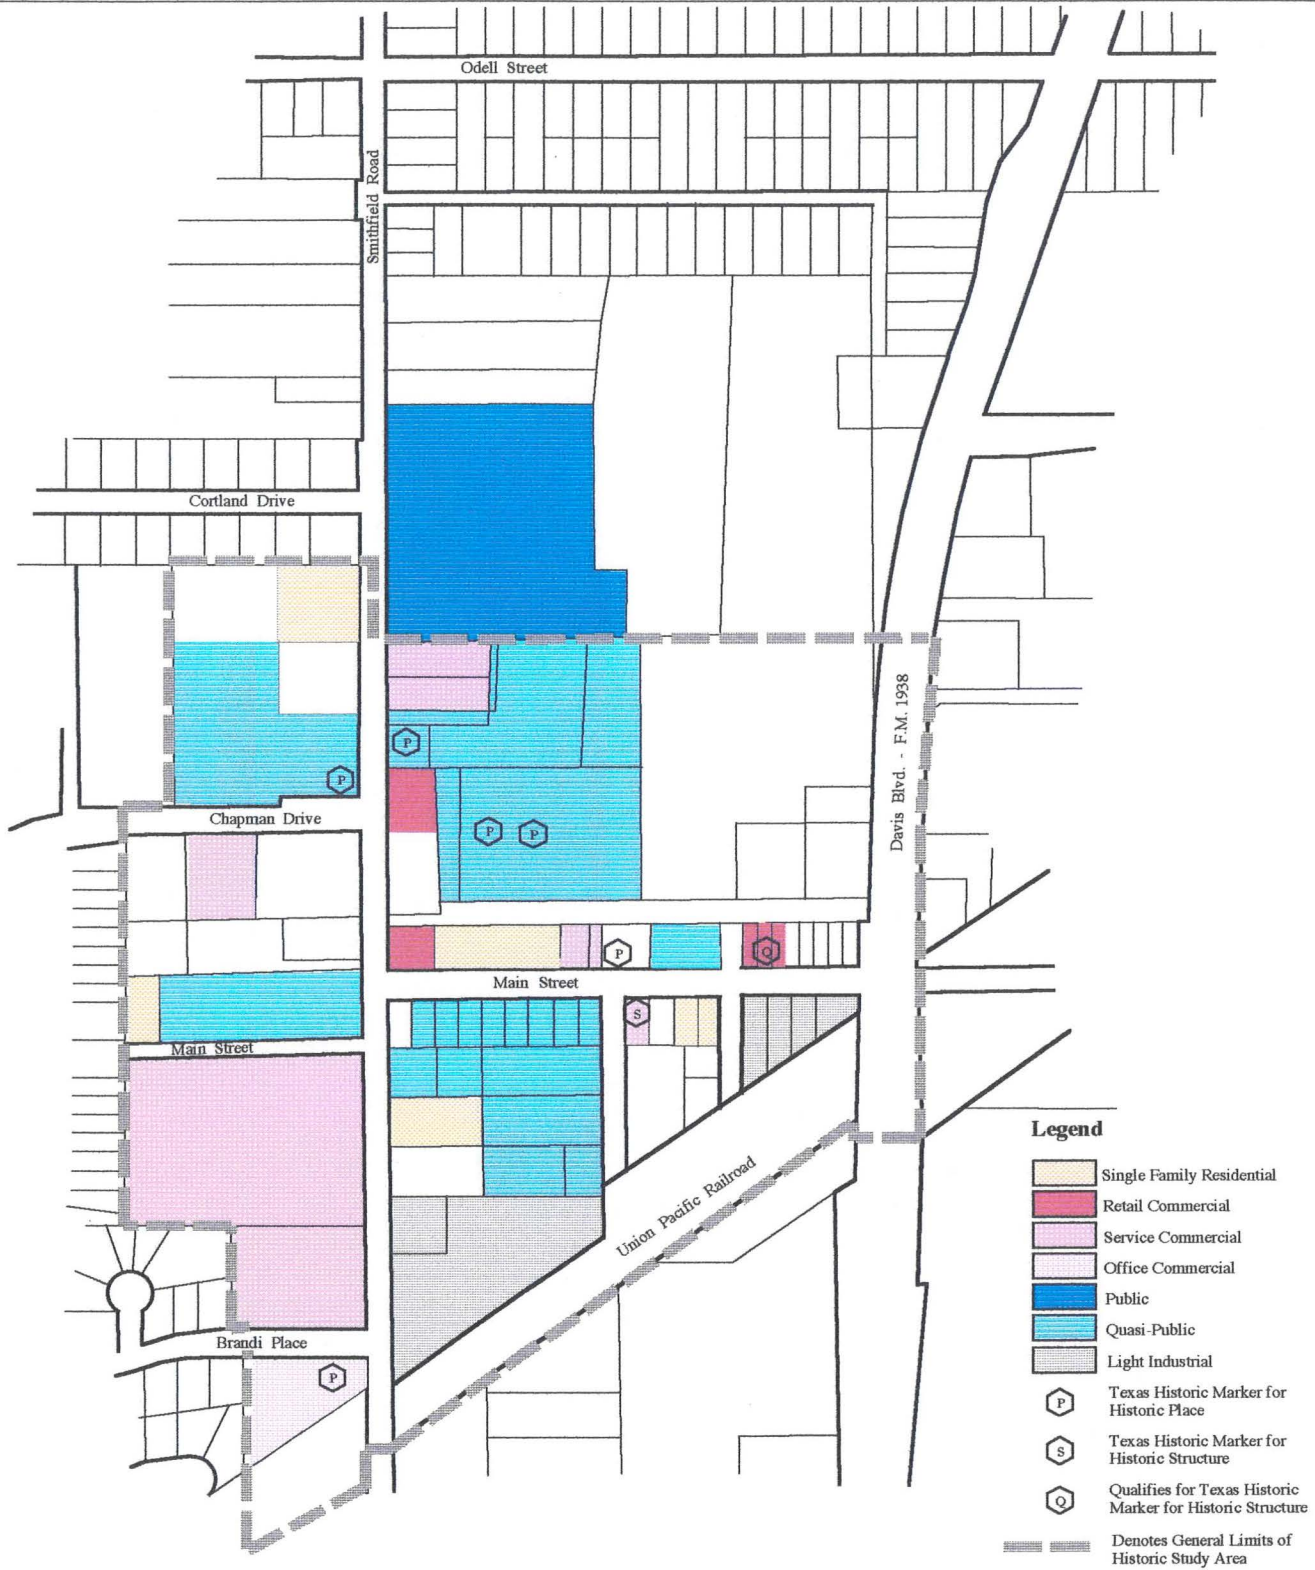 Odell Street
Smithfield Road
Cortland Drive
Davis Blvd. - F.M. 1938
P
P
Chapman Drive
P
P
P
Q
Main Street
S
Main Street
Union Pacific Railroad
Brandi Place
P
Legend
Single Family Residential
Retail Commercial
Service Commercial
Office Commercial
Public
Quasi-Public
Light Industrial
P
Texas Historic Marker for
Historic Place
S
Texas Historic Marker for
Historic Structure
Q
Qualifies for Texas Historic
Marker for Historic Structure
Denotes General Limits of
Historic Study Area